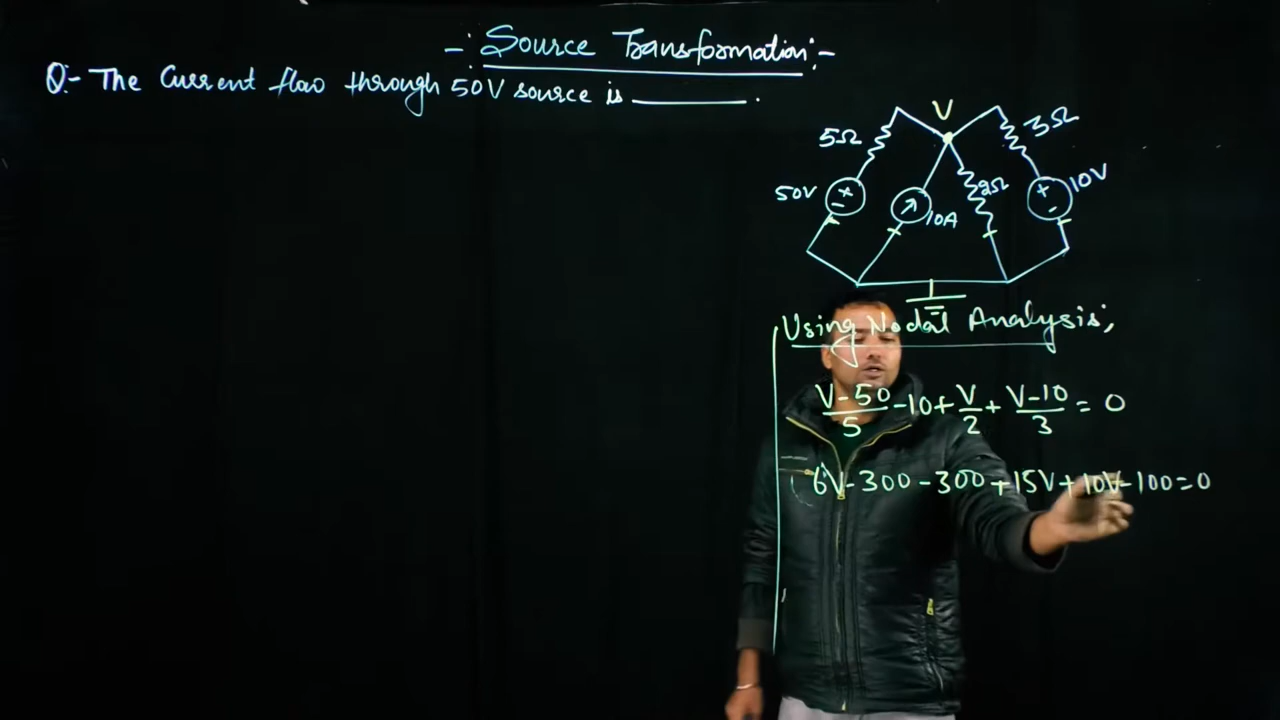 -: Source Transformation :-
Q:- The Current flow through 50V source is ________ .
V
5Ω
3Ω
50V
+
-
10A
2Ω
+
-
10V
Using Nodal Analysis,
V-50/5 - 10 + V/2 + V-10/3 = 0
6V - 300 - 300 + 15V + 10V - 100 = 0